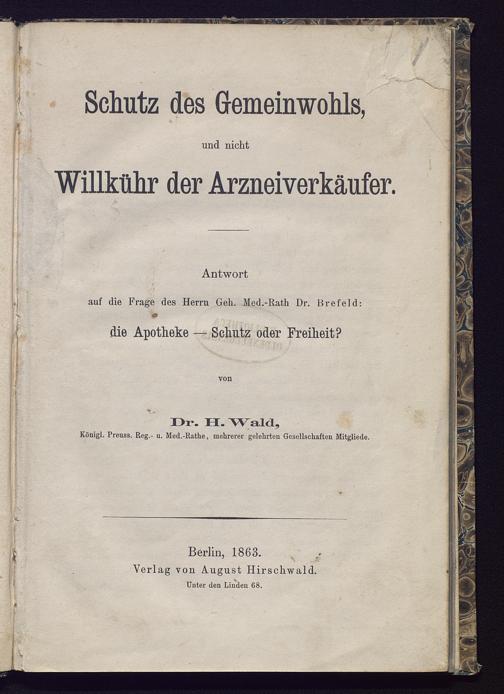 Schutz des Gemeinwohls,
und nicht
Willkühr der Arzneiverkäufer.
Antwort
auf die Frage des Herrn Geh. Med.-Rath Dr. Brefeld:
die Apotheke — Schutz oder Freiheit?
von
Dr. H. Wald,
Königl. Preuss. Reg.- u. Med.-Rathe, mehrerer gelehrten Gesellschaften Mitgliede.
Berlin, 1863.
Verlag von August Hirschwald.
Unter den Linden 68.